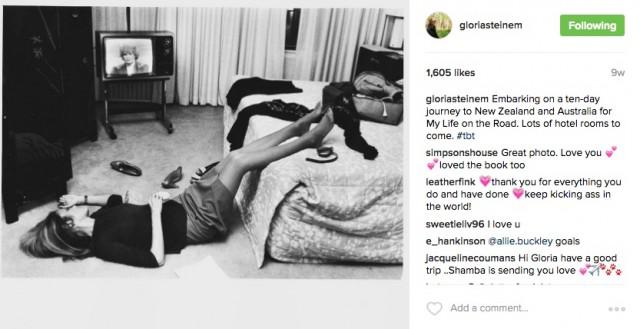 gloriasteinem
Following
1,605 likes
9w
gloriasteinem Embarking on a ten-day
journey to New Zealand and Australia for
My Life on the Road. Lots of hotel rooms to
come. #tbt
simpsonshouse Great photo. Love you 💕
💕loved the book too
leatherfink 💗thank you for everything you
do and have done 💗keep kicking ass in
the world!
sweetieliv96 I love u
e_hankinson @allie.buckley goals
jacquelinecoumans Hi Gloria have a good
trip ..Shamba is sending you love 💕✈️🐾🐾
Add a comment...